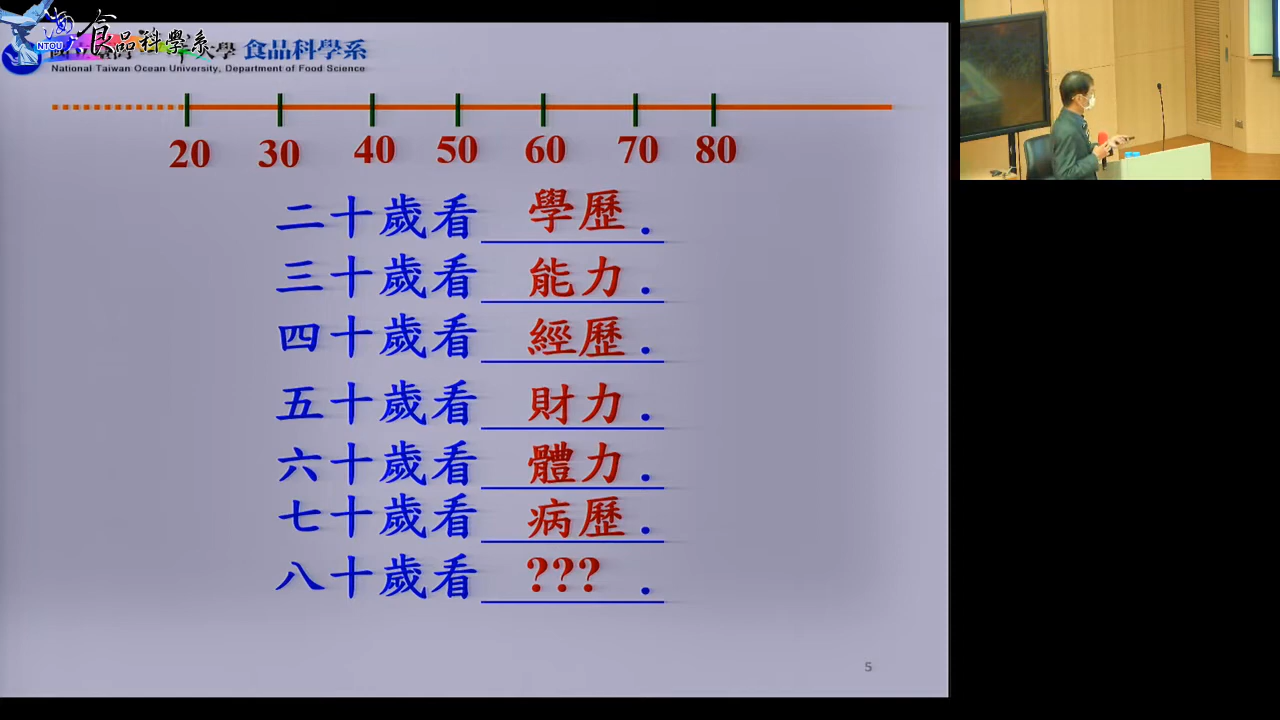 食品科學系
NTOU
大學 食品科學系
National Taiwan Ocean University, Department of Food Science
20 30 40 50 60 70 80
二十歲看 學歷 .
三十歲看 能力 .
四十歲看 經歷 .
五十歲看 財力 .
六十歲看 體力 .
七十歲看 病歷 .
八十歲看 ??? .
5